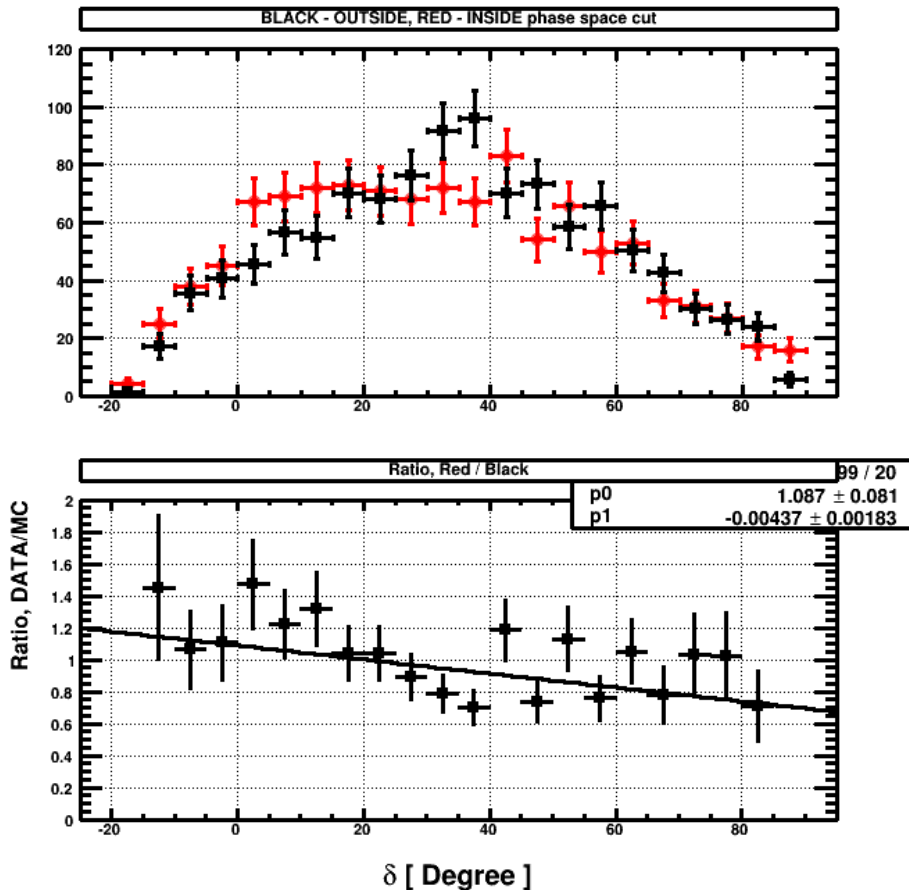 BLACK - OUTSIDE, RED - INSIDE phase space cut
120
100
80
60
40
20
0
-20 0 20 40 60 80
Ratio, Red / Black
99 / 20
p0 1.087 ± 0.081
p1 -0.00437 ± 0.00183
Ratio, DATA/MC
2
1.8
1.6
1.4
1.2
1
0.8
0.6
0.4
0.2
0
-20 0 20 40 60 80
δ [ Degree ]